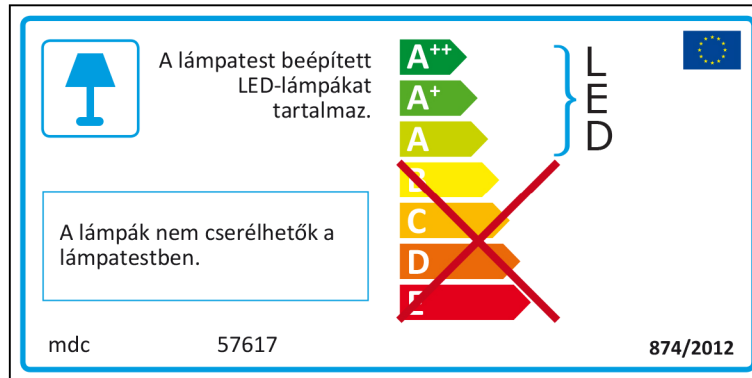 A lámpatest beépített
LED-lámpákat
tartalmaz.
A++
A+
A
B
C
D
E
L
E
D
A lámpák nem cserélhetők a
lámpatestben.
mdc 57617 874/2012